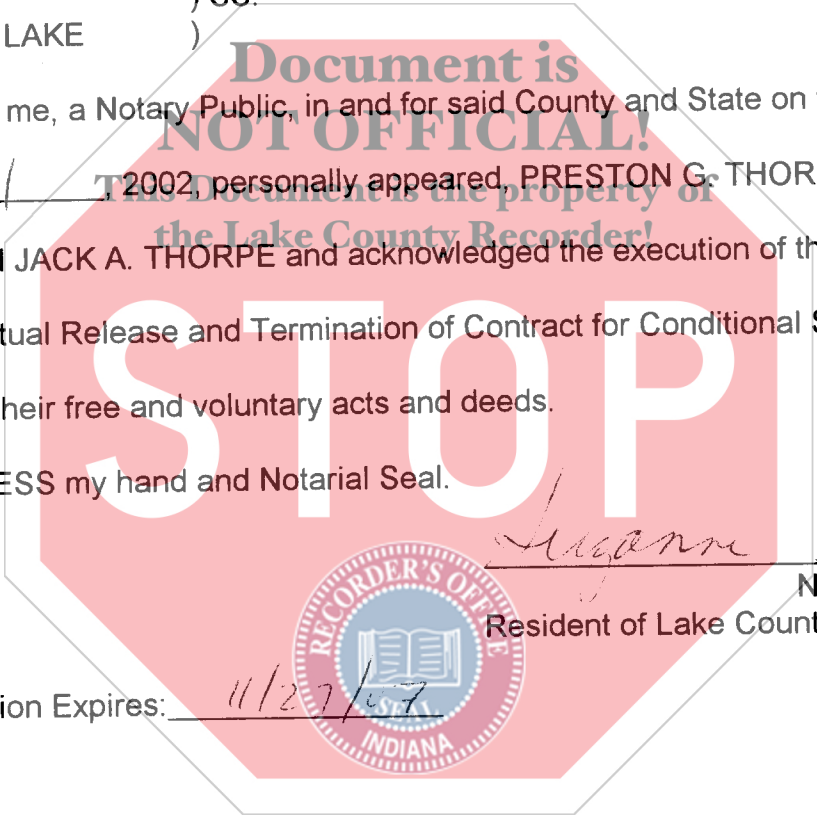 ) SS:
LAKE )
Document is
me, a Notary Public, in and for said County and State on
NOT OFFICIAL!
, 2002, personally appeared, PRESTON G. THOR
This Document is the property of
the Lake County Recorder!
JACK A. THORPE and acknowledged the execution of th
tual Release and Termination of Contract for Conditional S
STOP
heir free and voluntary acts and deeds.
ESS my hand and Notarial Seal.
Suzanne
N
Resident of Lake Count
RECORDER'S OFFICE
ion Expires: 11/27/07
SEAL
INDIANA